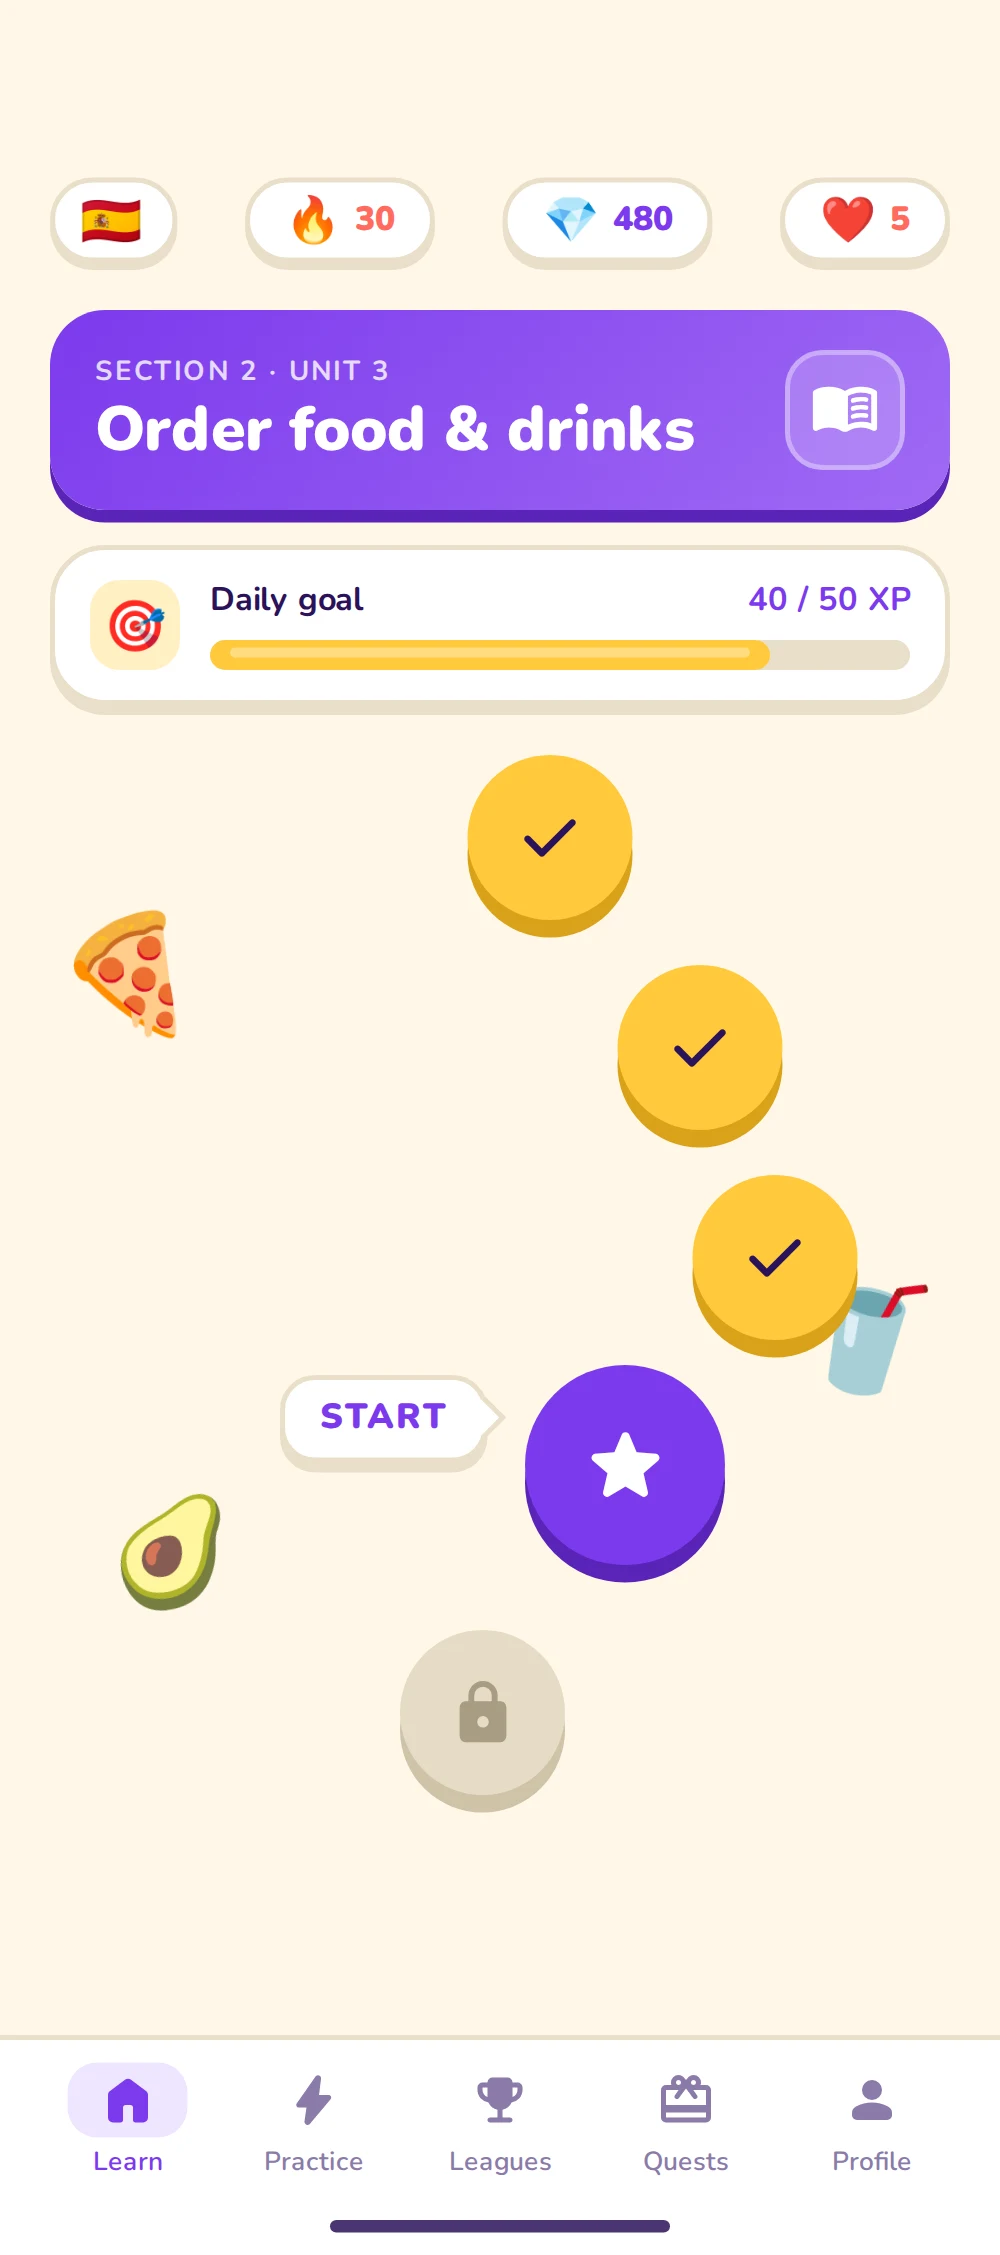 30
480
5
SECTION 2 · UNIT 3
Order food & drinks
Daily goal
40 / 50 XP
START
Learn
Practice
Leagues
Quests
Profile